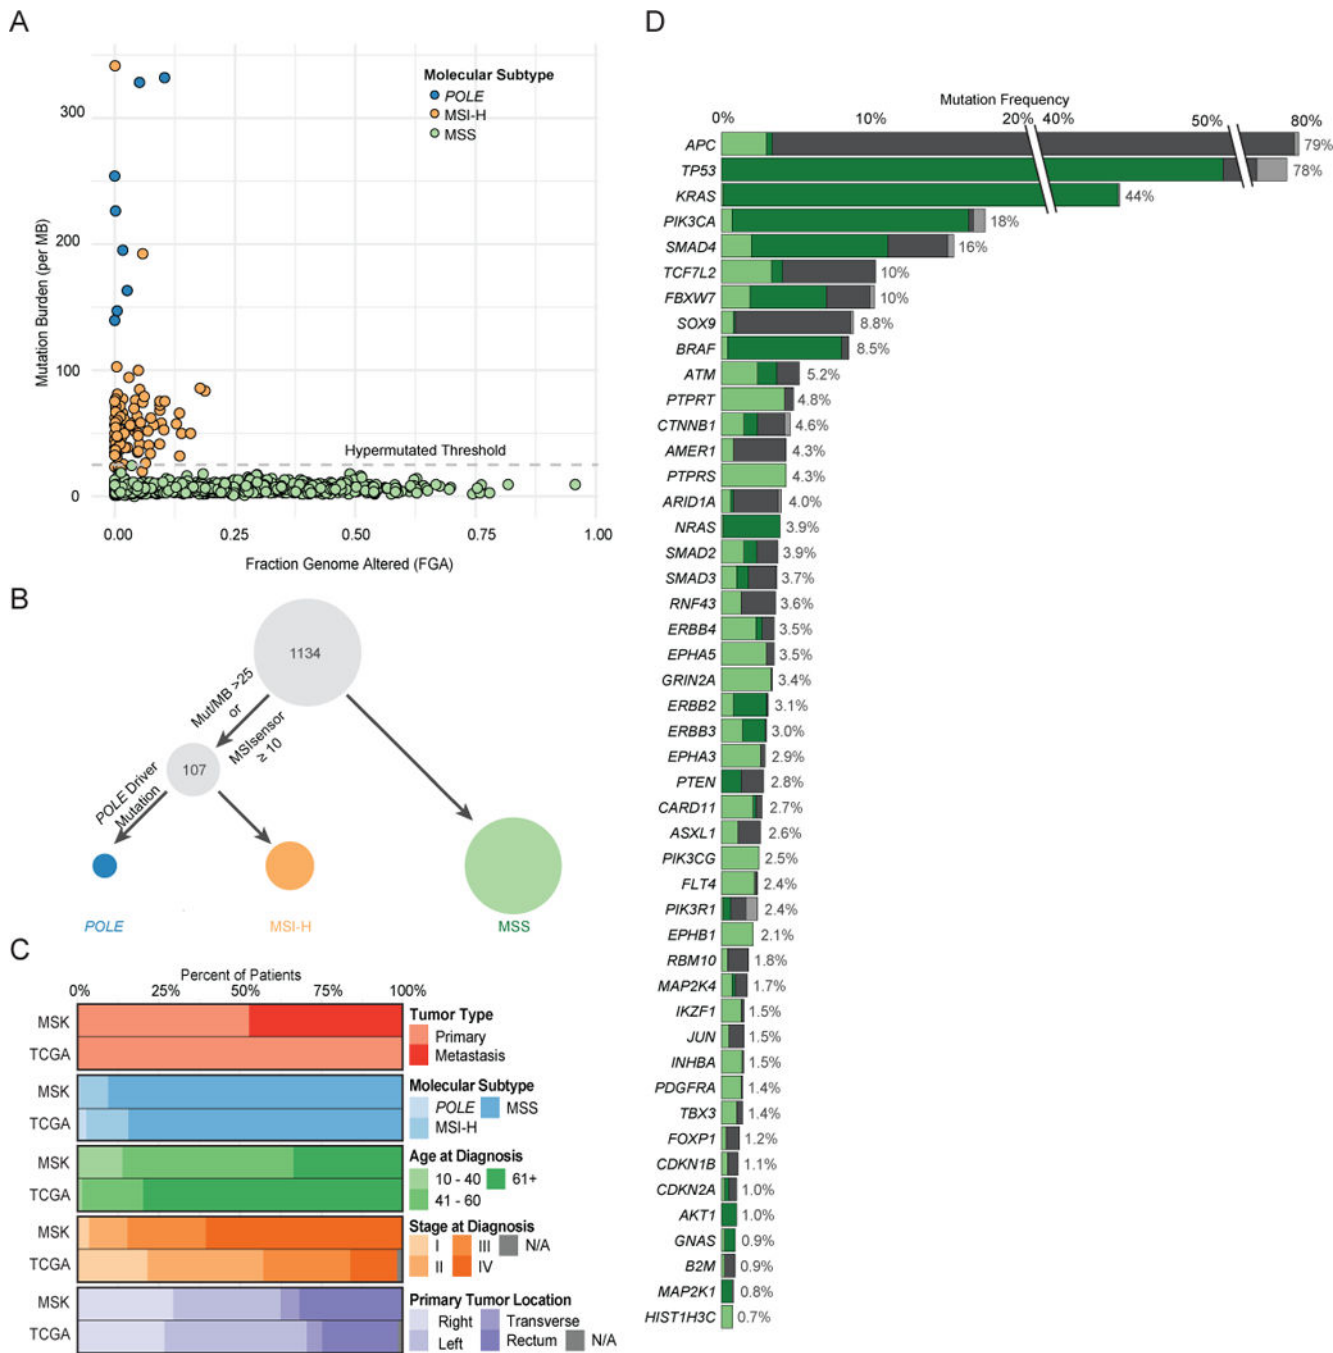 A
Molecular Subtype
POLE
MSI-H
MSS
300
200
100
0
Mutation Burden (per MB)
Hypermutated Threshold
0.00 0.25 0.50 0.75 1.00
Fraction Genome Altered (FGA)
B
1134
Mut/MB >25
or
MSIsensor
≥ 10
107
POLE Driver
Mutation
POLE MSI-H MSS
C
Percent of Patients
0% 25% 50% 75% 100%
MSK
TCGA
Tumor Type
Primary
Metastasis
MSK
TCGA
Molecular Subtype
POLE MSS
MSI-H
MSK
TCGA
Age at Diagnosis
10 - 40 61+
41 - 60
MSK
TCGA
Stage at Diagnosis
I III N/A
II IV
MSK
TCGA
Primary Tumor Location
Right Transverse
Left Rectum N/A
D
Mutation Frequency
0% 10% 20% 40% 50% 80%
APC 79%
TP53 78%
KRAS 44%
PIK3CA 18%
SMAD4 16%
TCF7L2 10%
FBXW7 10%
SOX9 8.8%
BRAF 8.5%
ATM 5.2%
PTPRT 4.8%
CTNNB1 4.6%
AMER1 4.3%
PTPRS 4.3%
ARID1A 4.0%
NRAS 3.9%
SMAD2 3.9%
SMAD3 3.7%
RNF43 3.6%
ERBB4 3.5%
EPHA5 3.5%
GRIN2A 3.4%
ERBB2 3.1%
ERBB3 3.0%
EPHA3 2.9%
PTEN 2.8%
CARD11 2.7%
ASXL1 2.6%
PIK3CG 2.5%
FLT4 2.4%
PIK3R1 2.4%
EPHB1 2.1%
RBM10 1.8%
MAP2K4 1.7%
IKZF1 1.5%
JUN 1.5%
INHBA 1.5%
PDGFRA 1.4%
TBX3 1.4%
FOXP1 1.2%
CDKN1B 1.1%
CDKN2A 1.0%
AKT1 1.0%
GNAS 0.9%
B2M 0.9%
MAP2K1 0.8%
HIST1H3C 0.7%